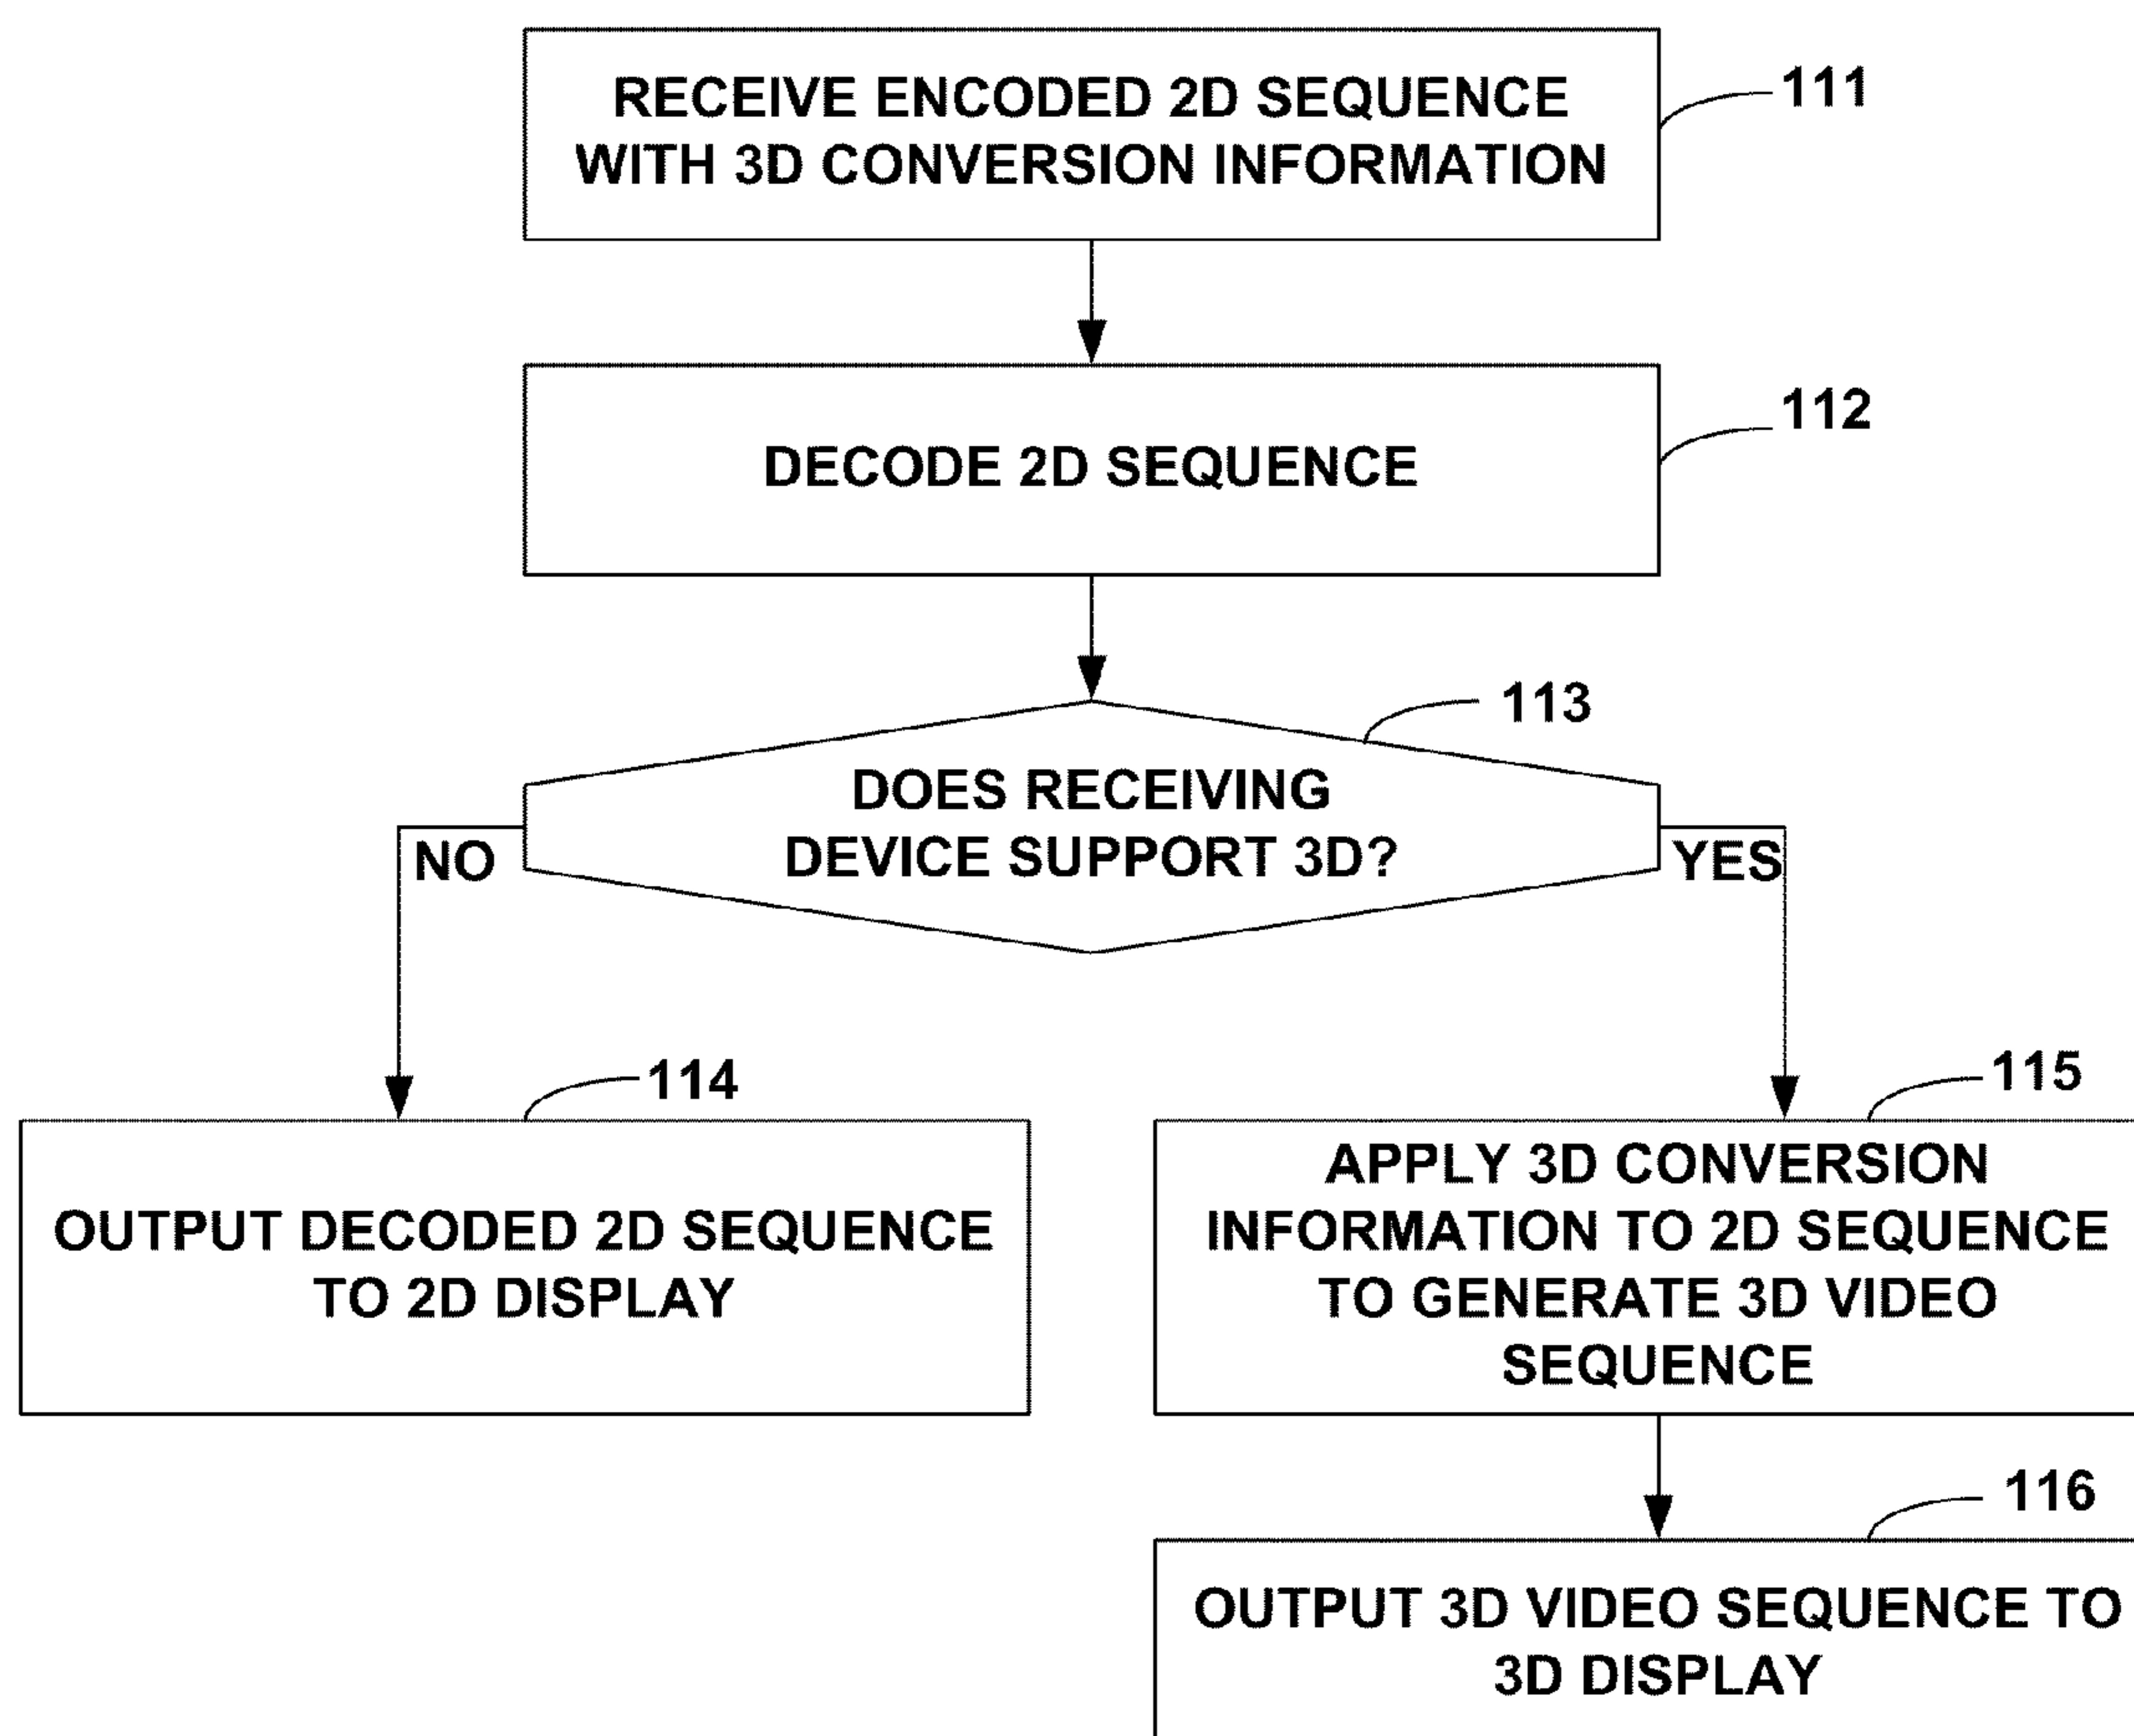 RECEIVE ENCODED 2D SEQUENCE
WITH 3D CONVERSION INFORMATION
111
DECODE 2D SEQUENCE
112
113
DOES RECEIVING
DEVICE SUPPORT 3D?
NO
YES
114
OUTPUT DECODED 2D SEQUENCE
TO 2D DISPLAY
115
APPLY 3D CONVERSION
INFORMATION TO 2D SEQUENCE
TO GENERATE 3D VIDEO
SEQUENCE
116
OUTPUT 3D VIDEO SEQUENCE TO
3D DISPLAY